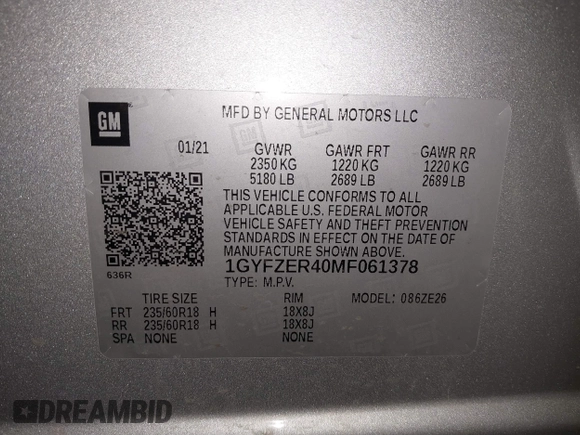 GM
MFD BY GENERAL MOTORS LLC
01/21 GVWR GAWR FRT GAWR RR
2350 KG 1220 KG 1220 KG
5180 LB 2689 LB 2689 LB
THIS VEHICLE CONFORMS TO ALL
APPLICABLE U.S. FEDERAL MOTOR
VEHICLE SAFETY AND THEFT
PREVENTION STANDARDS IN EFFECT ON THE DATE OF
MANUFACTURE SHOWN ABOVE.
636R 1GYFZER40MF061378
TYPE: M.P.V.
TIRE SIZE RIM MODEL: 086ZE26
FRT 235/60R18 H 18X8J
RR 235/60R18 H 18X8J
SPA NONE NONE
DREAMBID